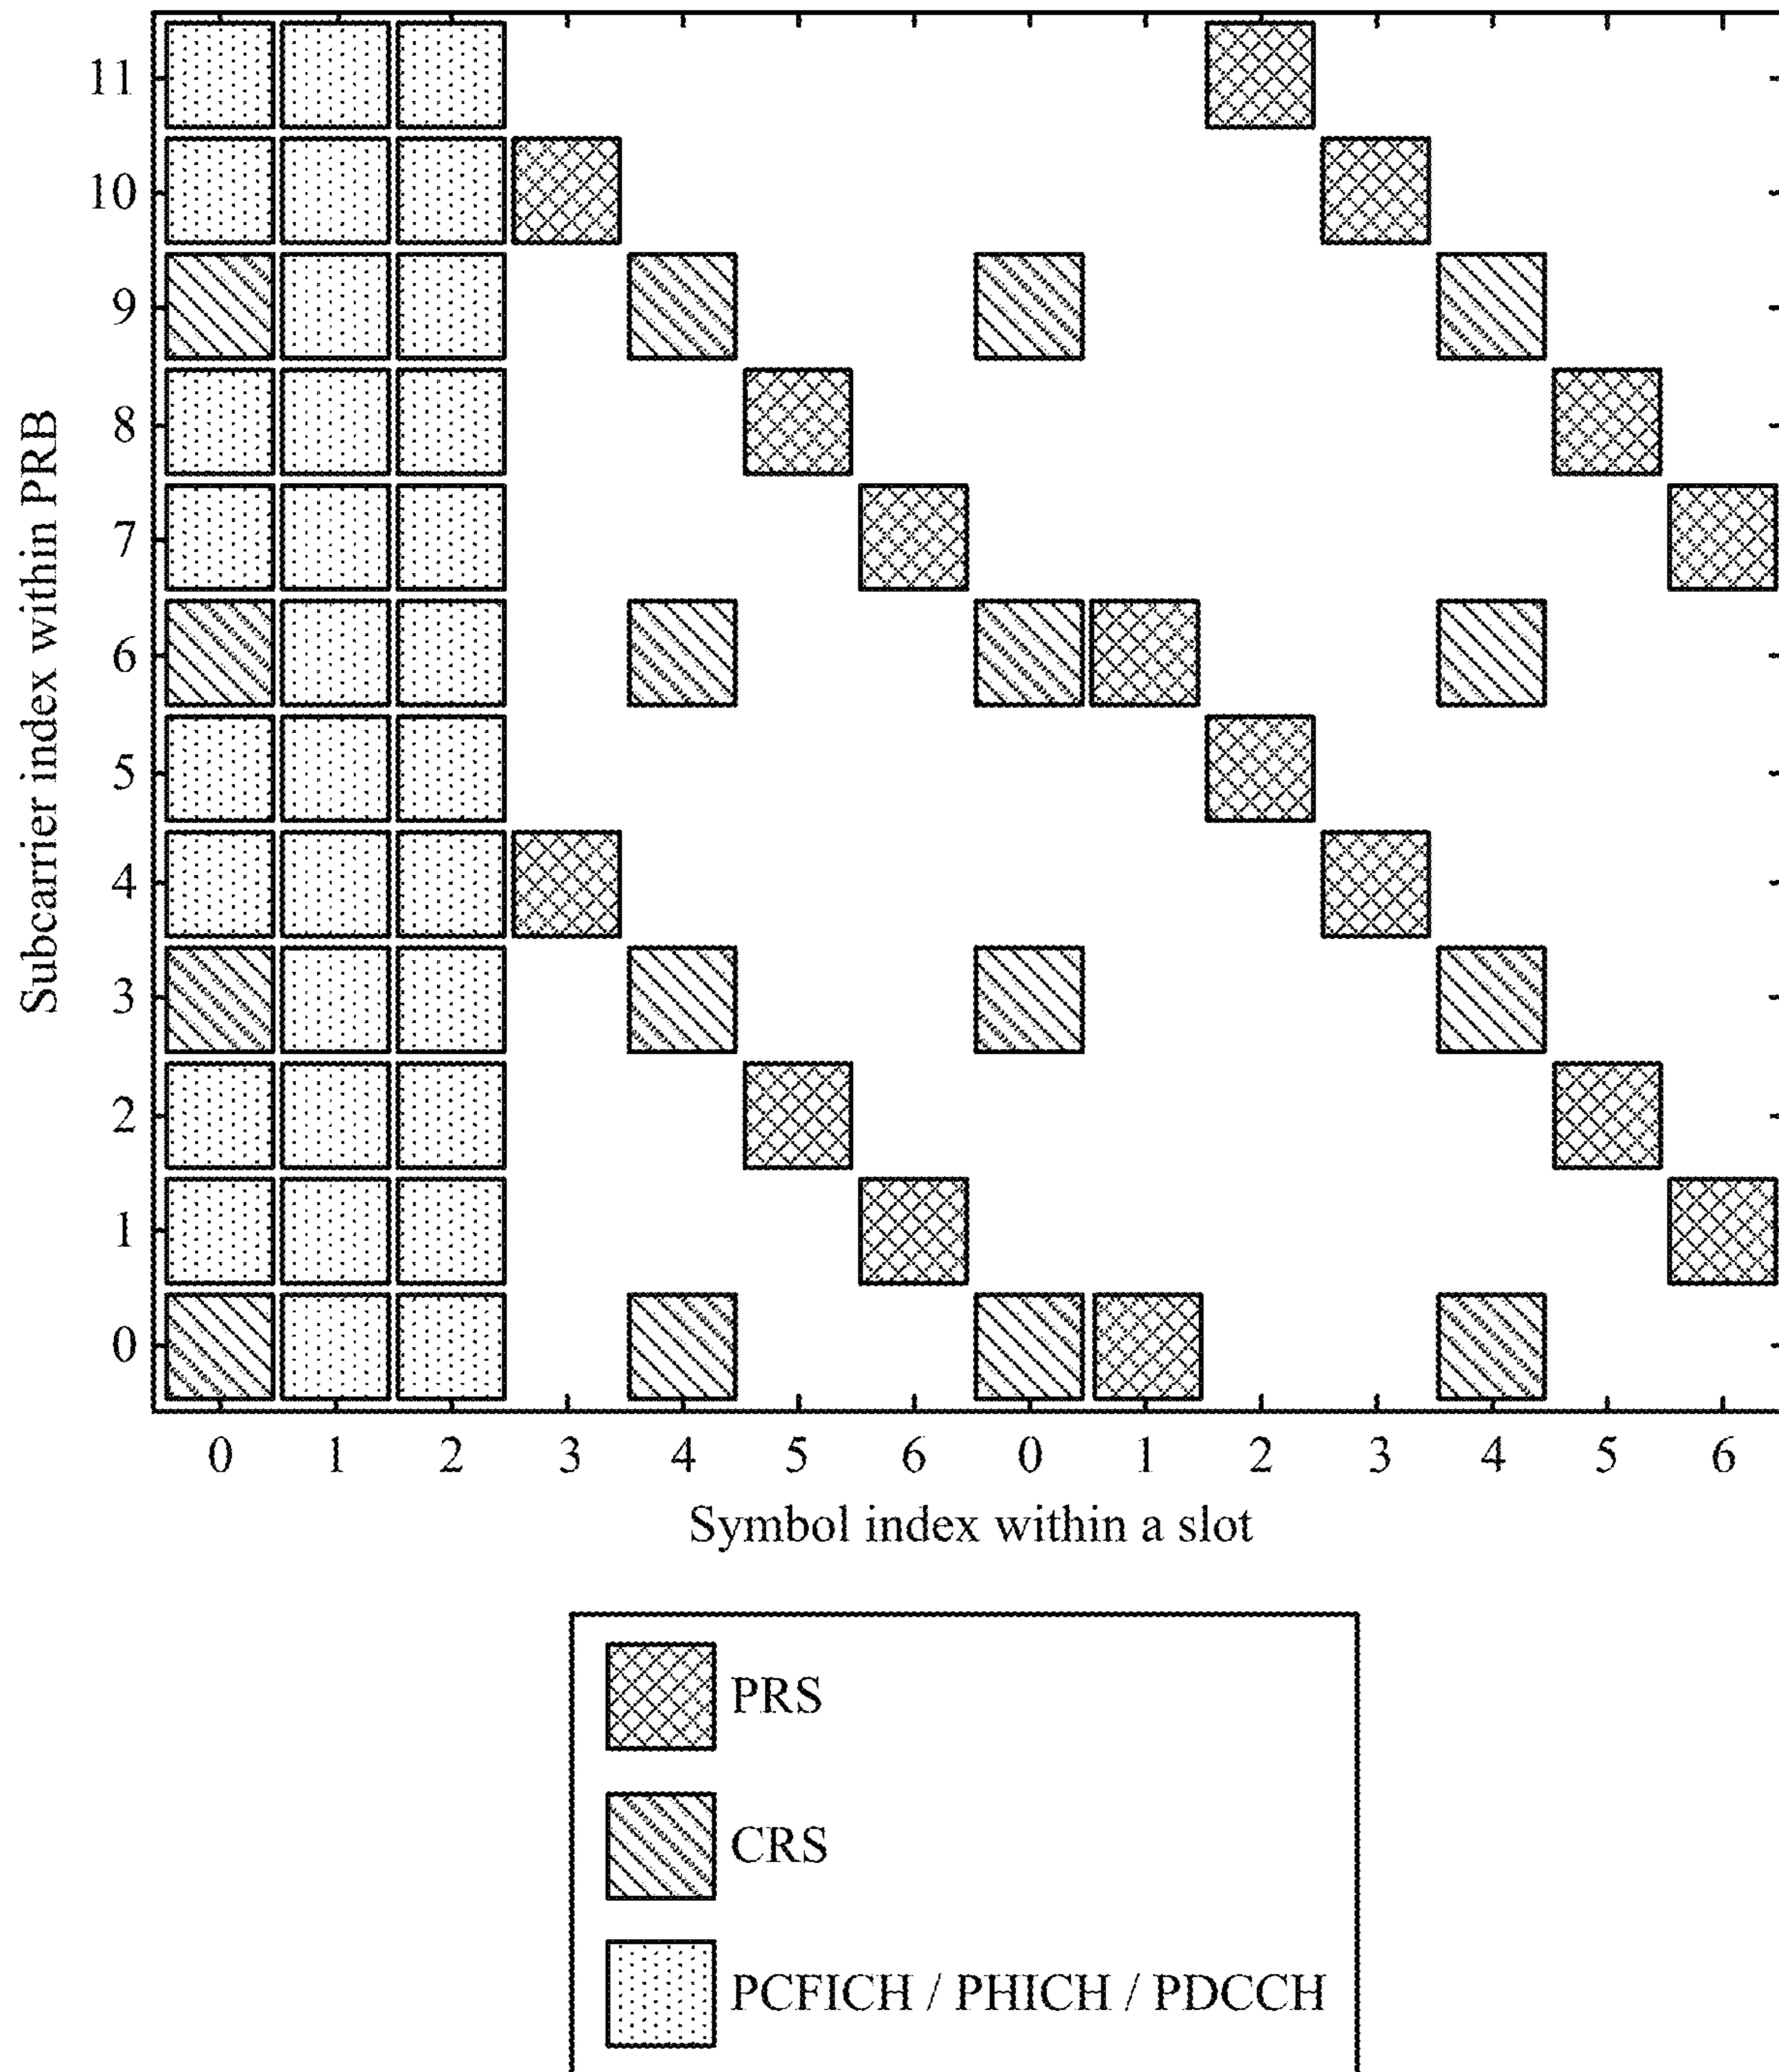 Subcarrier index within PRB
11
10
9
8
7
6
5
4
3
2
1
0
0 1 2 3 4 5 6 0 1 2 3 4 5 6
Symbol index within a slot
PRS
CRS
PCFICH / PHICH / PDCCH